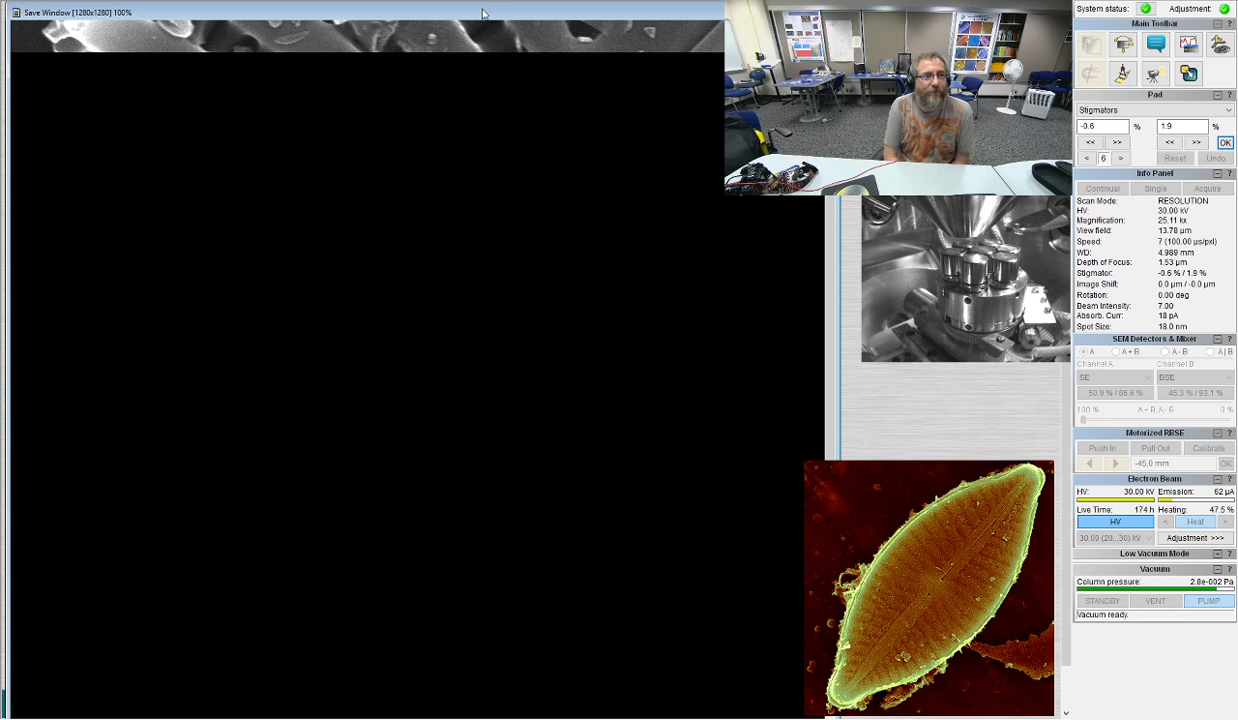 Save Window [1280x1280] 100%
System status: Adjustment:
Main Toolbar ?
Pad ?
Stigmators
-0.6 % 1.9 %
<< >> << >> OK
< 6 > Reset Undo
Info Panel ?
Continual Single Acquire
Scan Mode: RESOLUTION
HV: 30.00 kV
Magnification: 25.11 kx
View field: 13.78 µm
Speed: 7 (100.00 µs/pxl)
WD: 4.989 mm
Depth of Focus: 1.53 µm
Stigmator: -0.6 % / 1.9 %
Image Shift: 0.0 µm / -0.0 µm
Rotation: 0.00 deg
Beam Intensity: 7.00
Absorb. Curr: 18 pA
Spot Size: 18.0 nm
SEM Detectors & Mixer ?
A A + B A - B A | B
Channel A Channel B
SE BSE
50.9 % / 86.6 % 45.3 % / 93.1 %
100 % A + B, A - B 0 %
Motorized RBSE ?
Push In Pull Out Calibrate
-45.0 mm OK
Electron Beam ?
HV: 30.00 kV Emission: 62 µA
Live Time: 174 h Heating: 47.5 %
HV < Heat >
30.00 (20...30) kV Adjustment >>>
Low Vacuum Mode ?
Vacuum ?
Column pressure: 2.8e-002 Pa
STANDBY VENT PUMP
Vacuum ready.